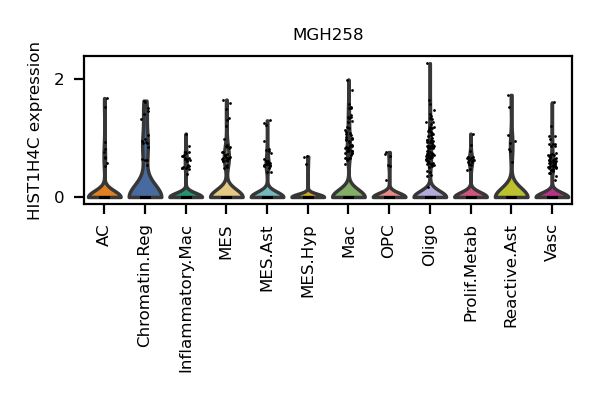 MGH258
HIST1H4C expression
2
0
AC
Chromatin.Reg
Inflammatory.Mac
MES
MES.Ast
MES.Hyp
Mac
OPC
Oligo
Prolif.Metab
Reactive.Ast
Vasc